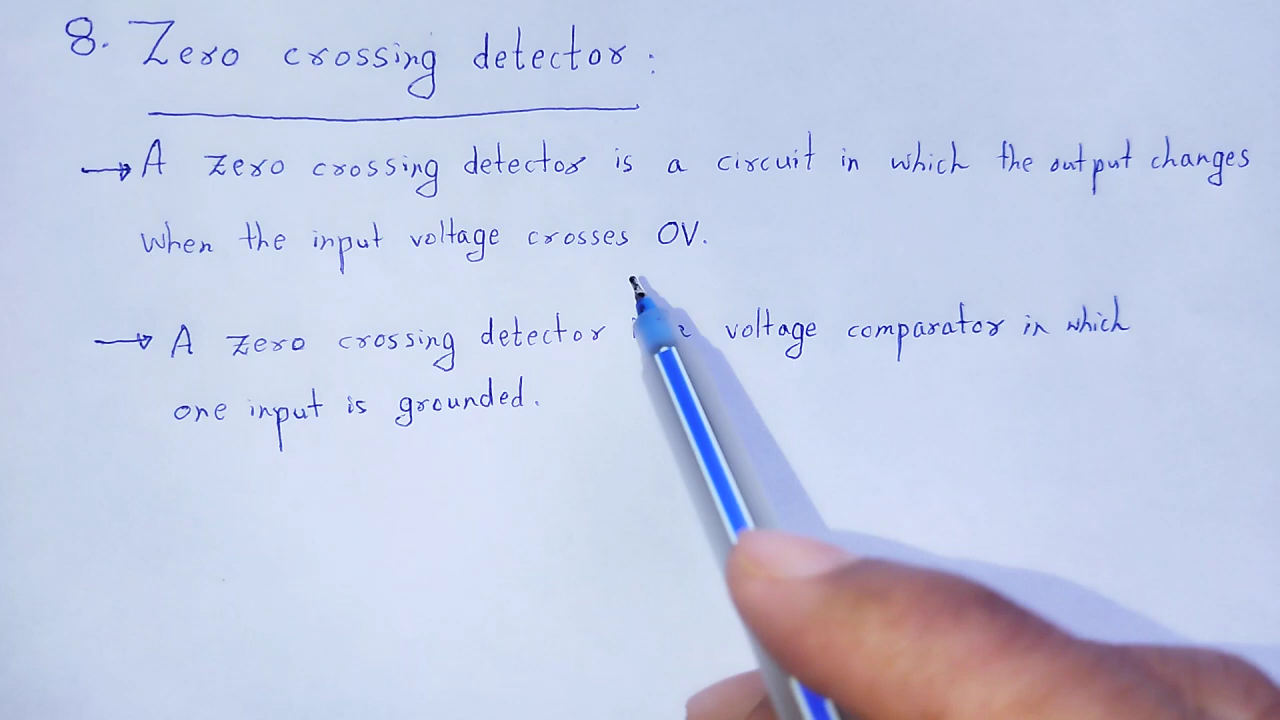 8. Zero crossing detector :
→ A zero crossing detector is a circuit in which the output changes
when the input voltage crosses 0V.
→ A zero crossing detector voltage comparator in which
one input is grounded.